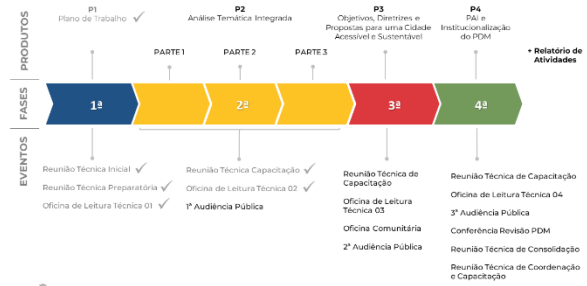 PRODUTOS
P1
Plano de Trabalho
P2
Análise Temática Integrada
PARTE 1
PARTE 2
PARTE 3
P3
Objetivos, Diretrizes e
Propostas para uma Cidade
Acessível e Sustentável
P4
PAI e
Institucionalização
do PDM
+ Relatório de
Atividades
FASES
1ª
2ª
3ª
4ª
EVENTOS
Reunião Técnica Inicial
Reunião Técnica Preparatória
Oficina de Leitura Técnica 01
Reunião Técnica Capacitação
Oficina de Leitura Técnica 02
1ª Audiência Pública
Reunião Técnica de
Capacitação
Oficina de Leitura
Técnica 03
Oficina Comunitária
2ª Audiência Pública
Reunião Técnica de Capacitação
Oficina de Leitura Técnica 04
3ª Audiência Pública
Conferência Revisão PDM
Reunião Técnica de Consolidação
Reunião Técnica de Coordenação
e Capacitação